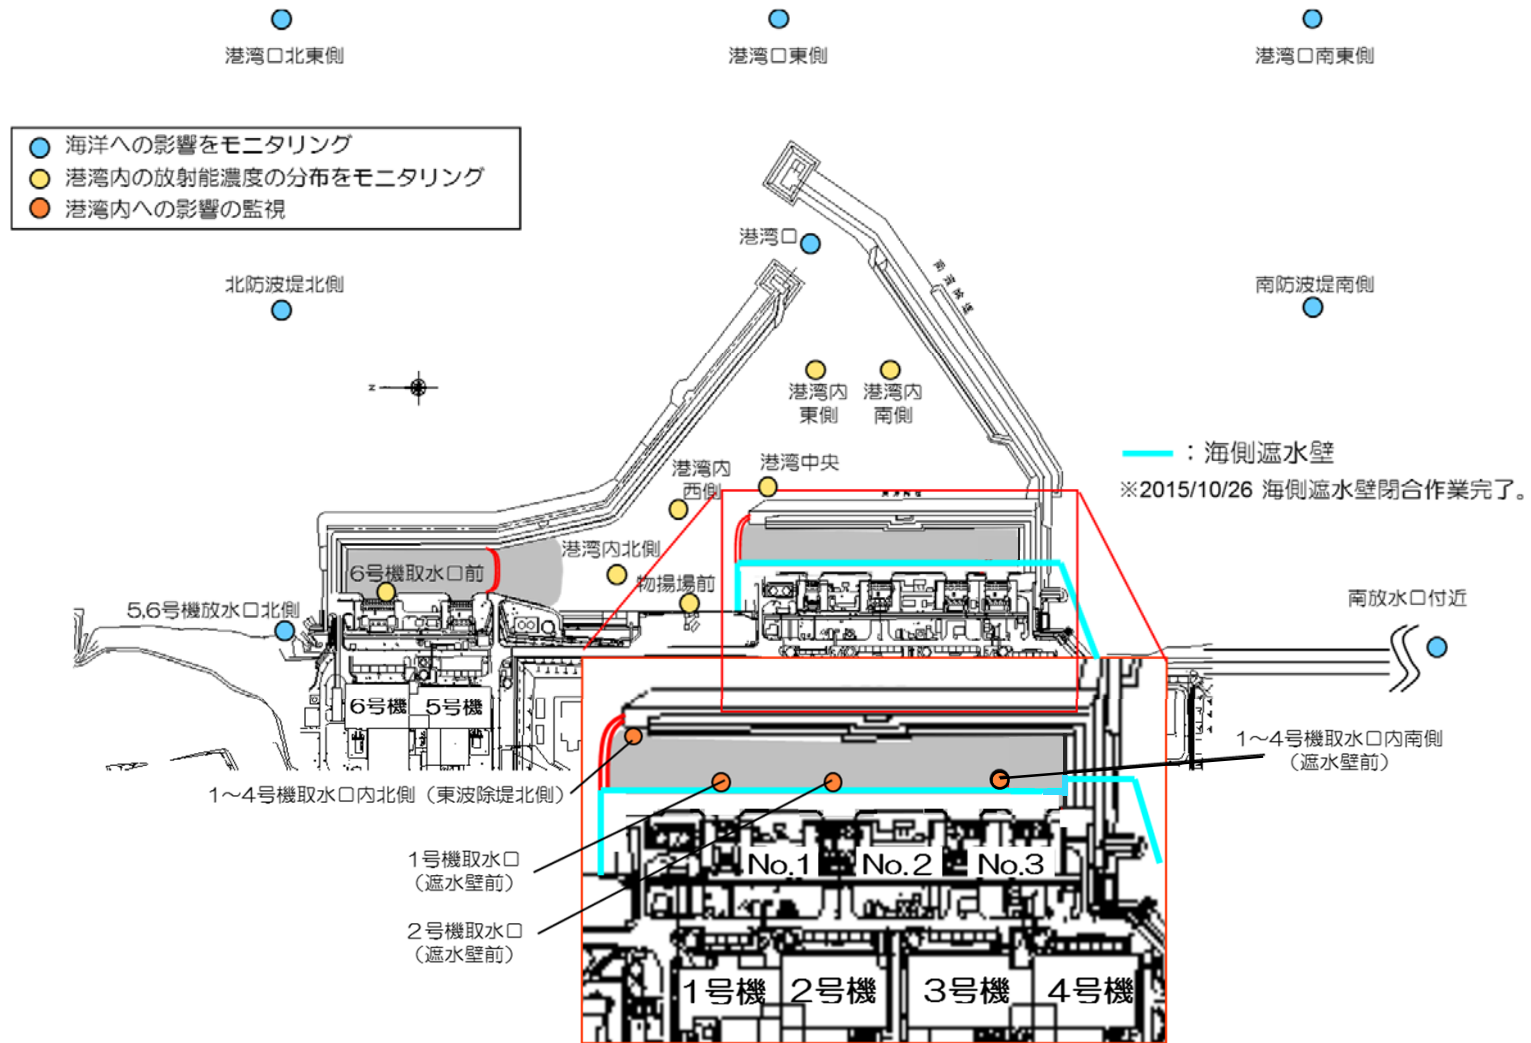 港湾口北東側
港湾口東側
港湾口南東側
海洋への影響をモニタリング
港湾内の放射能濃度の分布をモニタリング
港湾内への影響の監視
港湾口
北防波堤北側
南防波堤南側
N
港湾内
東側
港湾内
南側
：海側遮水壁
※2015/10/26 海側遮水壁閉合作業完了。
港湾中央
港湾内
西側
港湾内北側
6号機取水口前
物揚場前
5,6号機放水口北側
南放水口付近
6号機
5号機
1～4号機取水口内南側
（遮水壁前）
1～4号機取水口内北側（東波除堤北側）
1号機取水口
（遮水壁前）
2号機取水口
（遮水壁前）
No.1
No.2
No.3
1号機
2号機
3号機
4号機